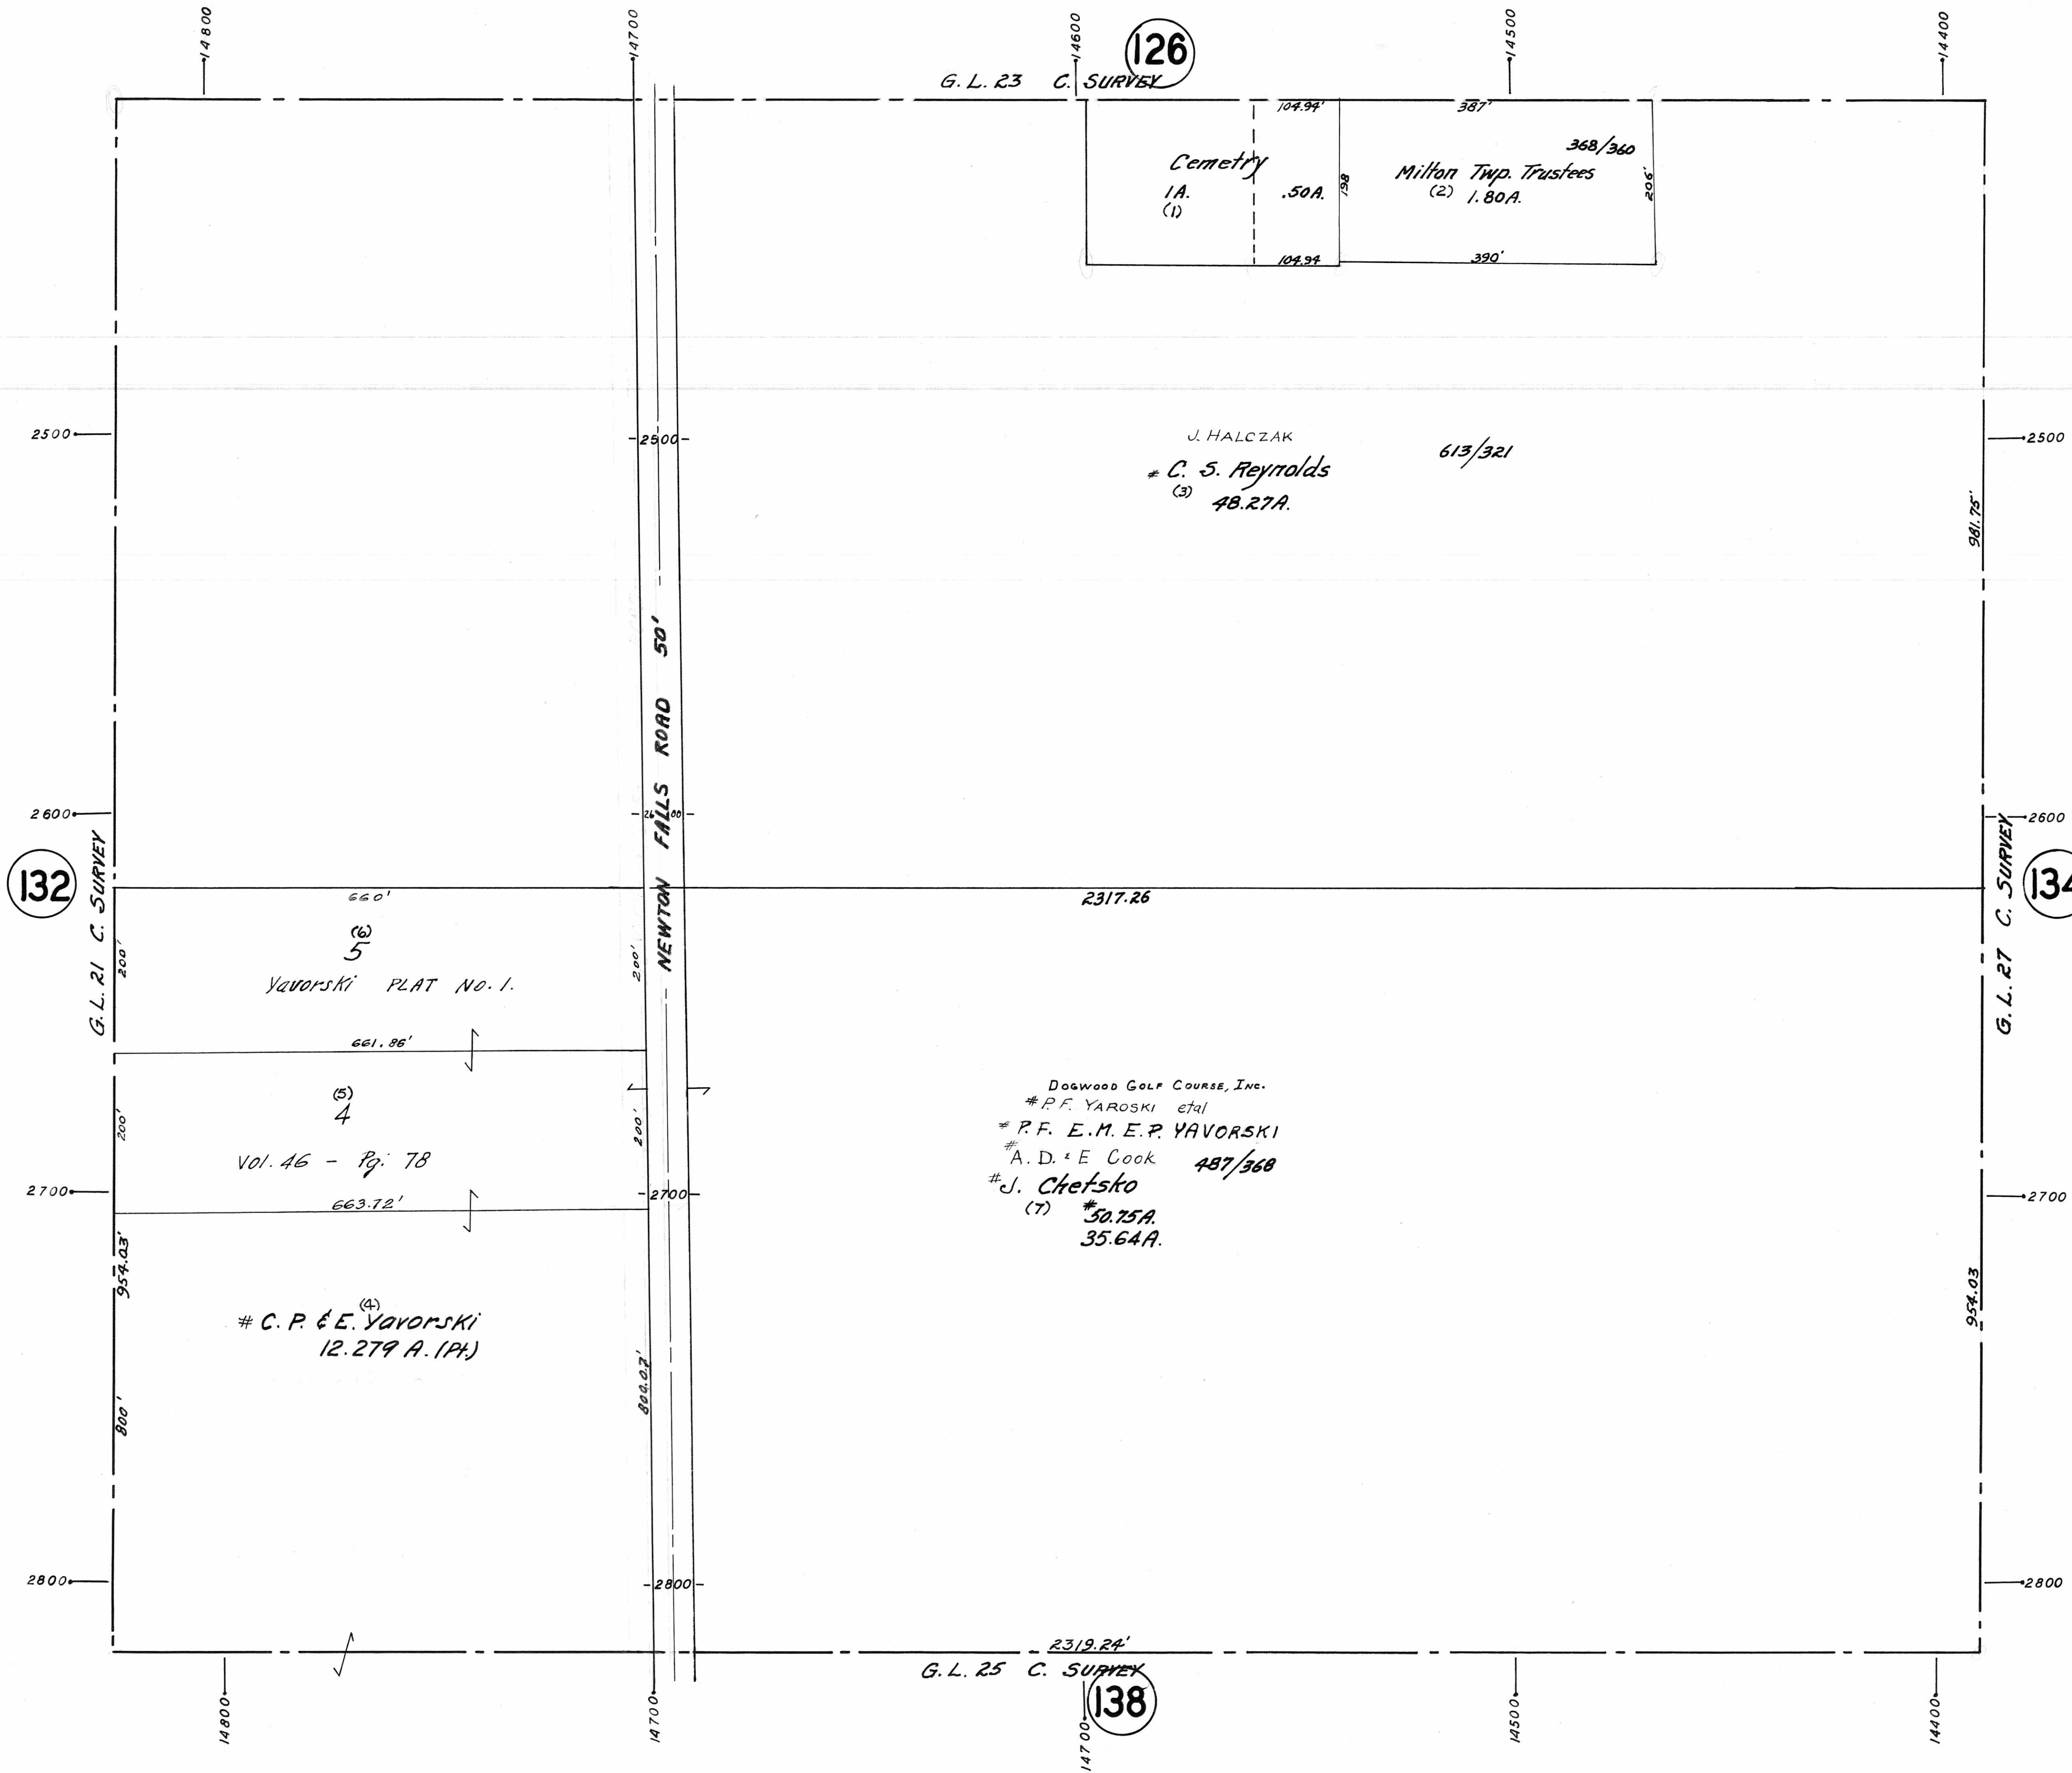 14800
14700
14600
126
14500
14400
G.L. 23 C. SURVEY
104.94'
387'
368/360
Cemetry
1A.
(1)
.50A.
198
Milton Twp. Trustees
(2) 1.80A.
206'
104.94
390'
2500
-2500-
2500
J. HALCZAK
# C. S. Reynolds
(3)
48.27A.
613/321
981.75'
NEWTON FALLS ROAD 50'
2600
-2600-
2600
132
G.L. 21 C. SURVEY
134
G.L. 27 C. SURVEY
660'
2317.26
(6)
5
200'
200'
Yavorski PLAT NO. 1.
661.86'
(5)
4
200'
200'
Vol. 46 - Pg. 78
663.72'
DOGWOOD GOLF COURSE, INC.
# P.F. YAROSKI etal
# P.F. E.M. E.P. YAVORSKI
# A. D. & E Cook 487/368
# J. Chetsko
(7) # 50.75A.
35.64A.
2700
-2700-
2700
954.03'
954.03
(4)
# C. P. & E. Yavorski
12.279 A. (Pt.)
800'
800.02'
2800
-2800-
2800
2319.24'
G.L. 25 C. SURVEY
138
14800
14700
14700
14500
14400